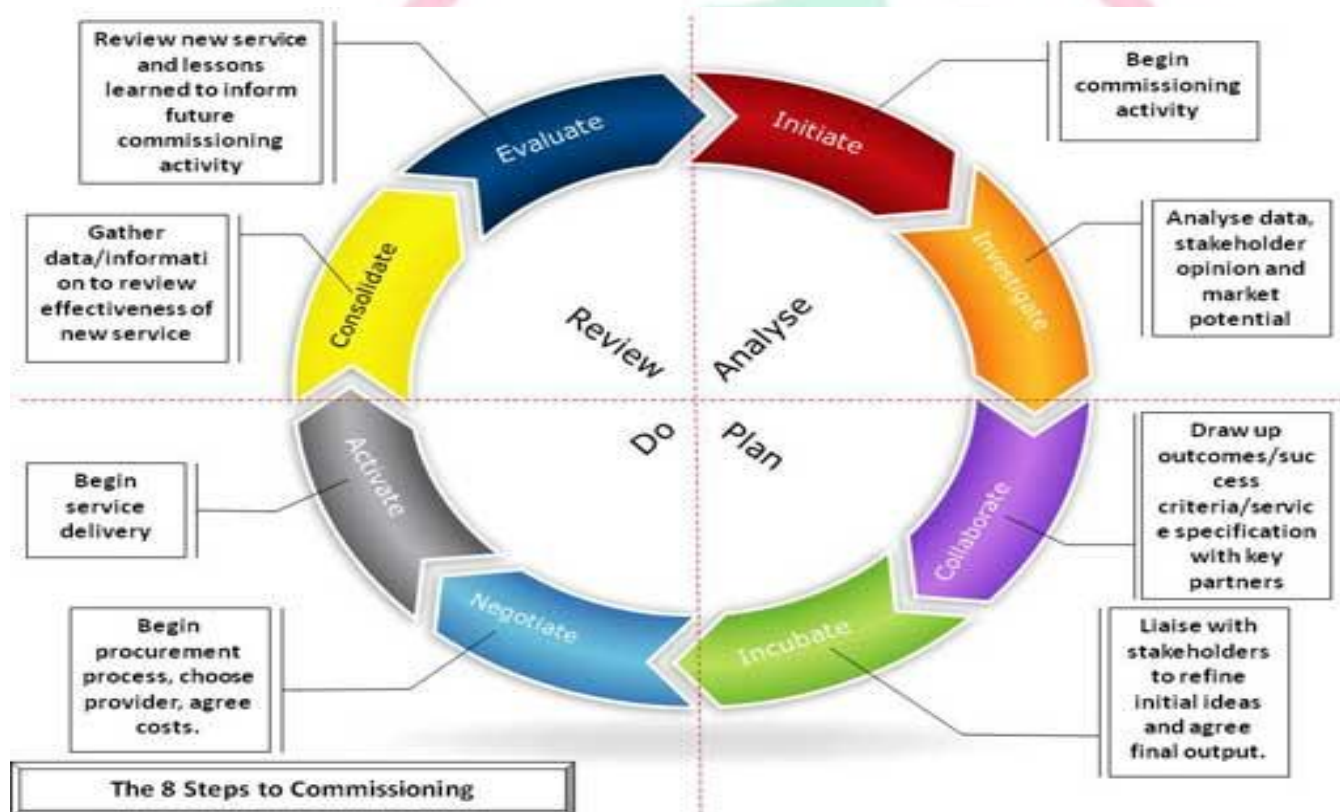 Review new service
and lessons
learned to inform
future
commissioning
activity
Evaluate
Initiate
Begin
commissioning
activity
Investigate
Analyse data,
stakeholder
opinion and
market
potential
Gather
data/informati
on to review
effectiveness of
new service
Consolidate
Review
Analyse
Do
Plan
Collaborate
Draw up
outcomes/suc
cess
criteria/servic
e specification
with key
partners
Begin
service
delivery
Activate
Begin
procurement
process, choose
provider, agree
costs.
Negotiate
Incubate
Liaise with
stakeholders
to refine
initial ideas
and agree
final output.
The 8 Steps to Commissioning